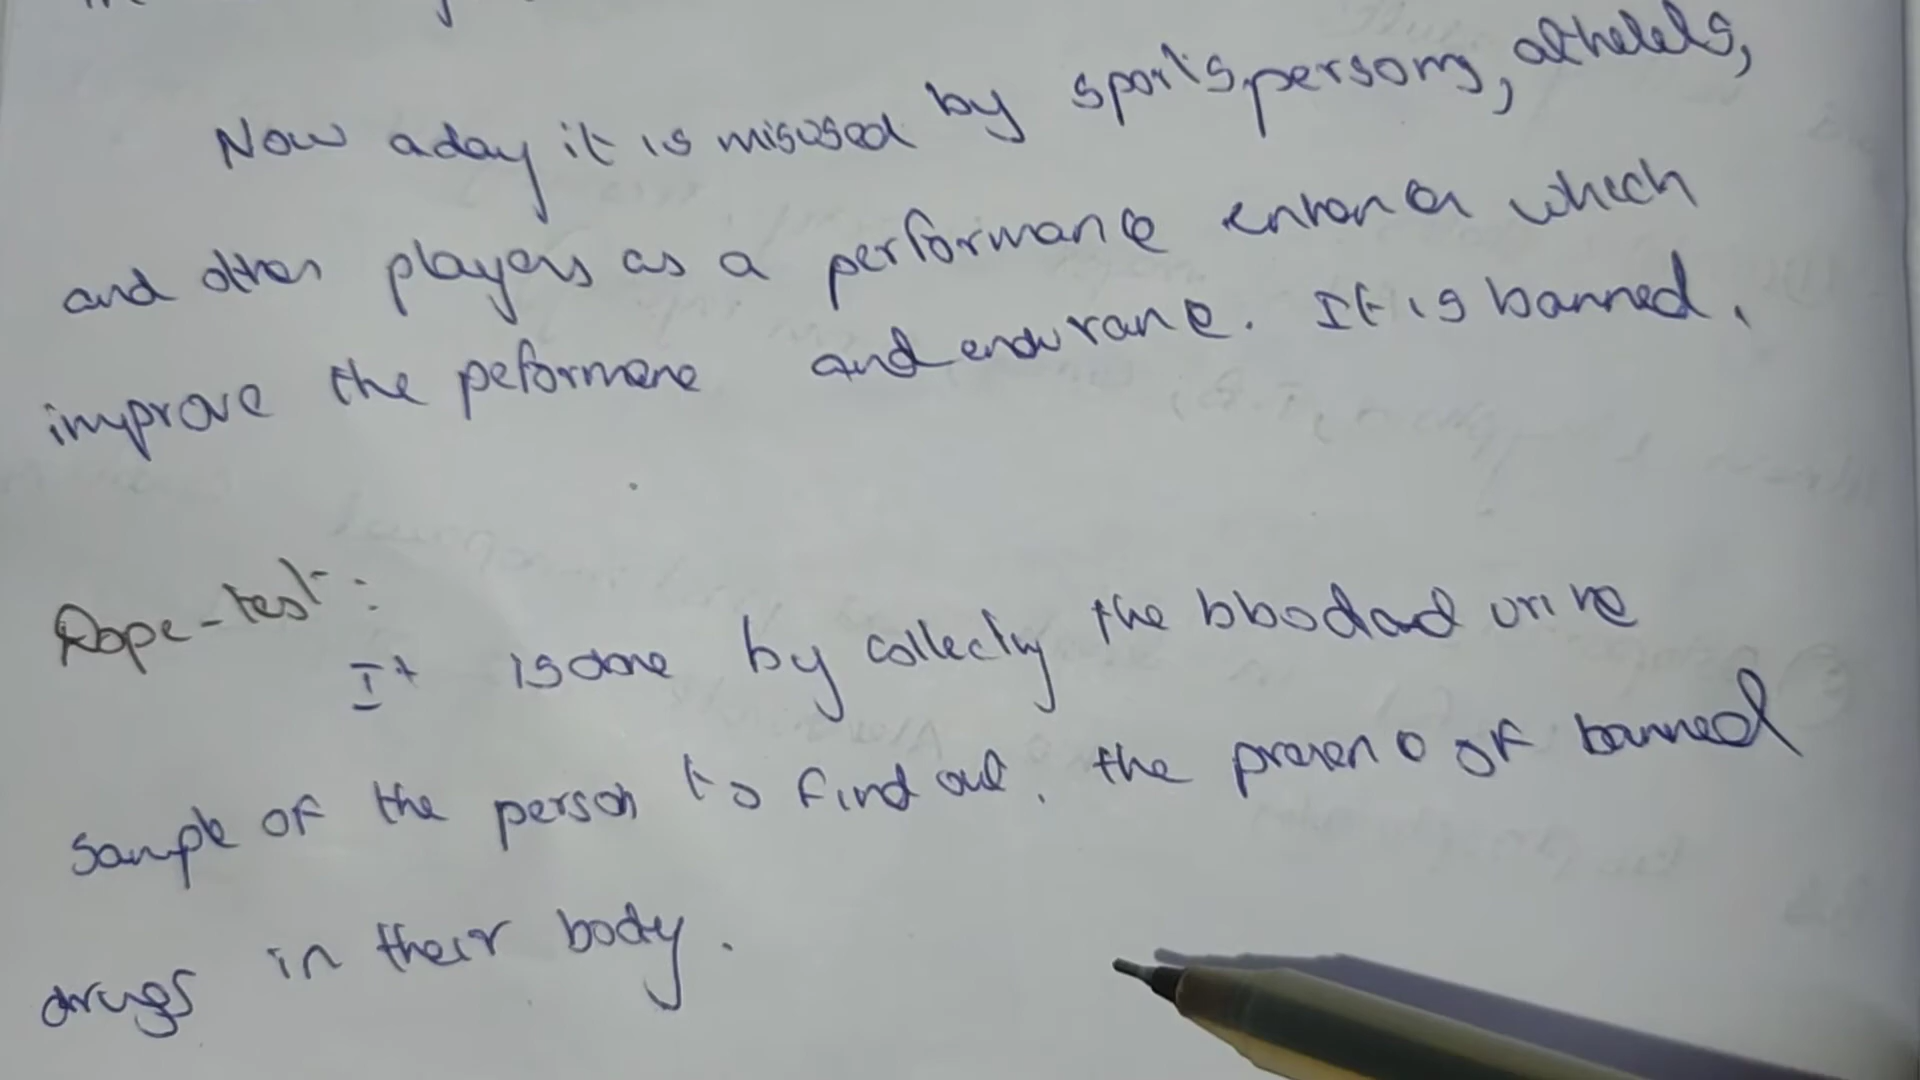 Now aday it is misused by sports persons, athelets,
and other players as a performance enhancer which
improve the peformane and endurance. It is banned.
Dope-test:
It is done by collecting the blood and urine
sample of the person to find out. the presence of banned
drugs in their body.